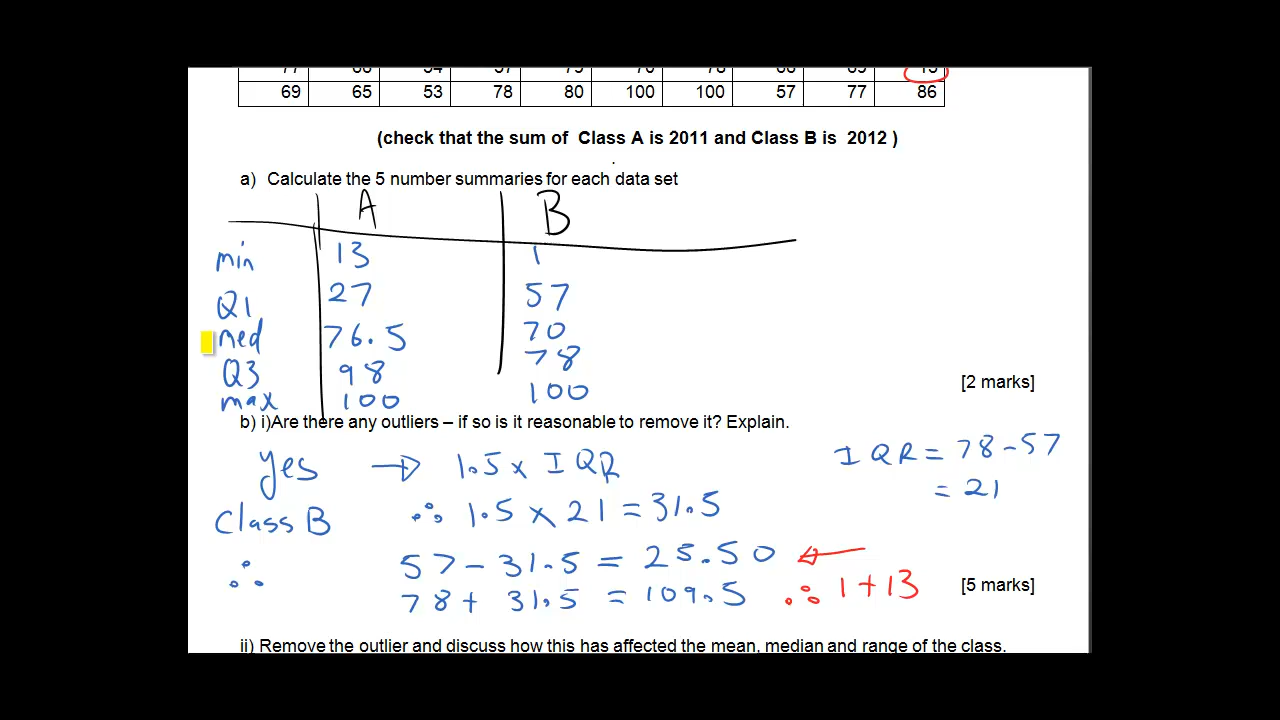 69 65 53 78 80 100 100 57 77 86
(check that the sum of Class A is 2011 and Class B is 2012 )
a) Calculate the 5 number summaries for each data set
A B
min 13 1
Q1 27 57
med 76.5 70
Q3 98 78
max 100 100
[2 marks]
b) i)Are there any outliers – if so is it reasonable to remove it? Explain.
yes → 1.5 × IQR IQR = 78 - 57
= 21
Class B ∴ 1.5 × 21 = 31.5
∴ 57 - 31.5 = 25.50 ←
78 + 31.5 = 109.5 ∴ 1 + 13 [5 marks]
ii) Remove the outlier and discuss how this has affected the mean, median and range of the class.